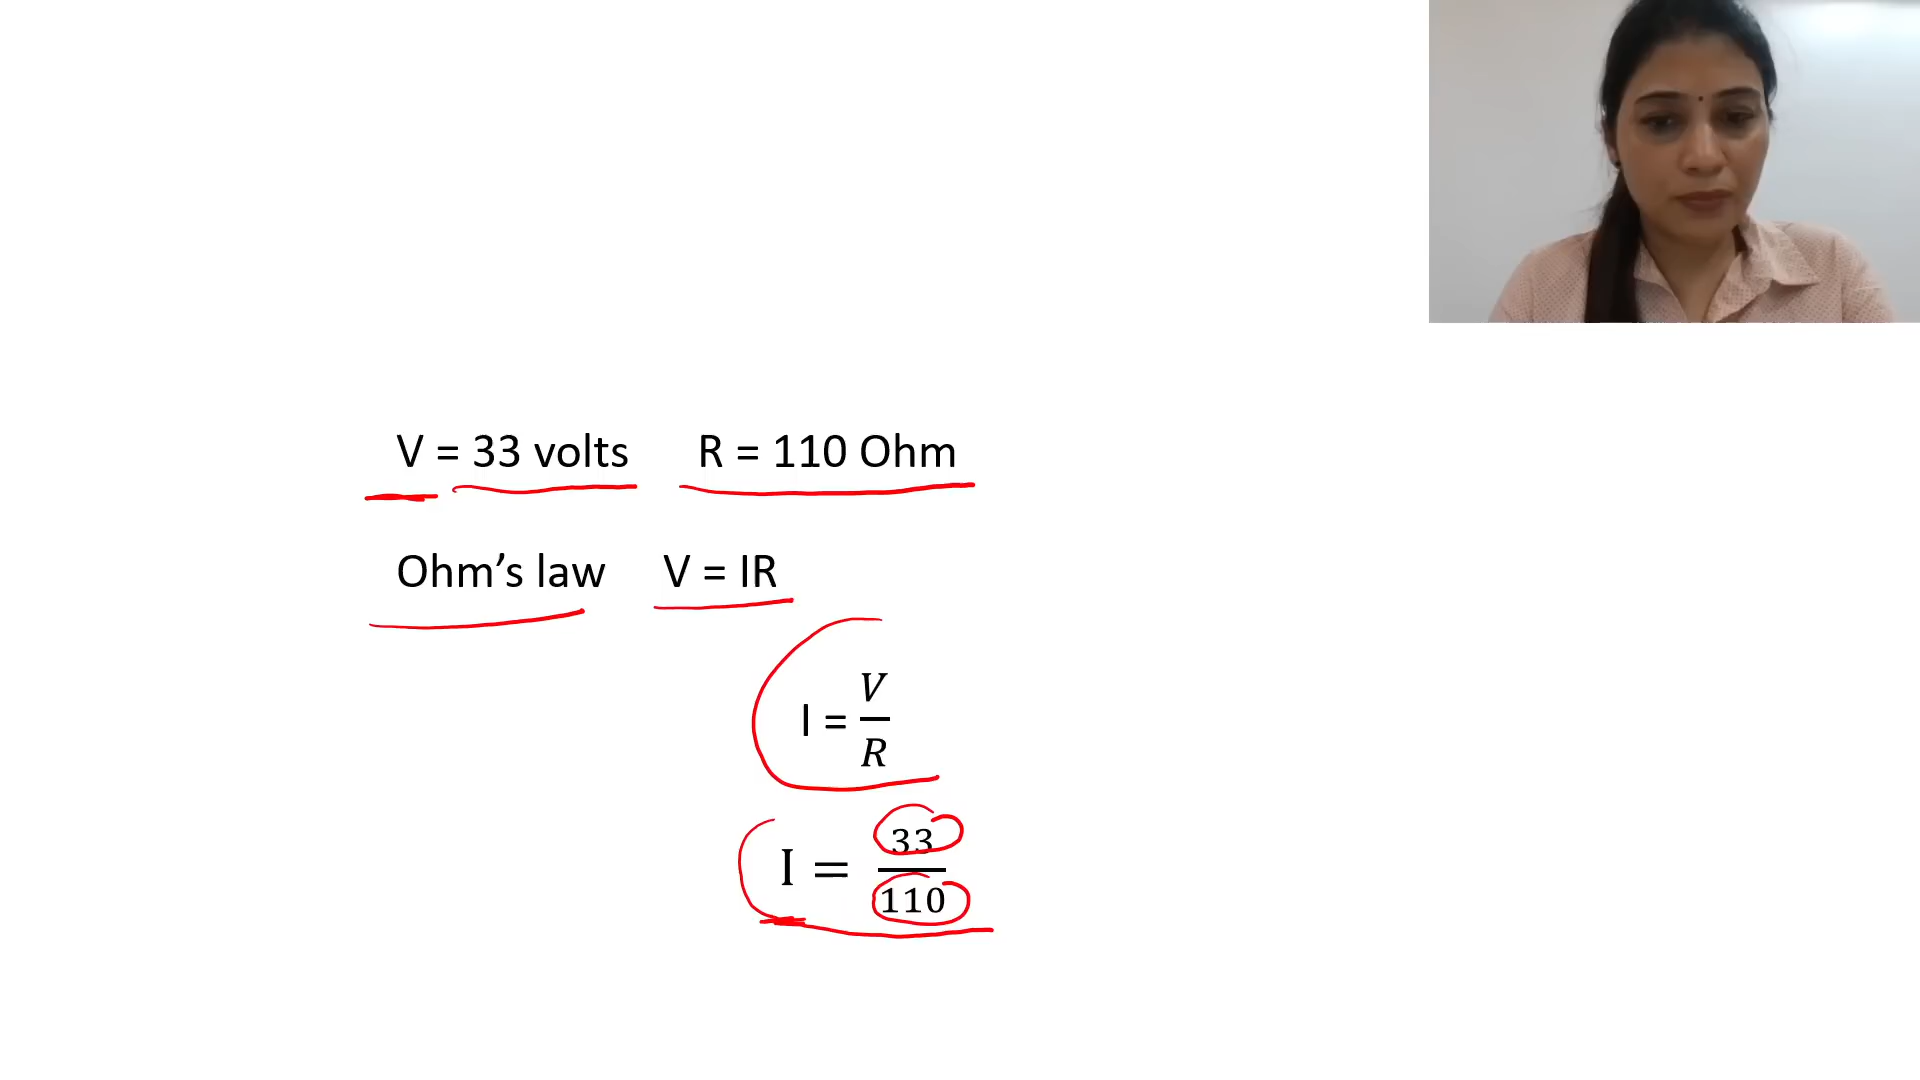 V = 33 volts R = 110 Ohm
Ohm’s law V = IR
I = V/R
I = 33/110